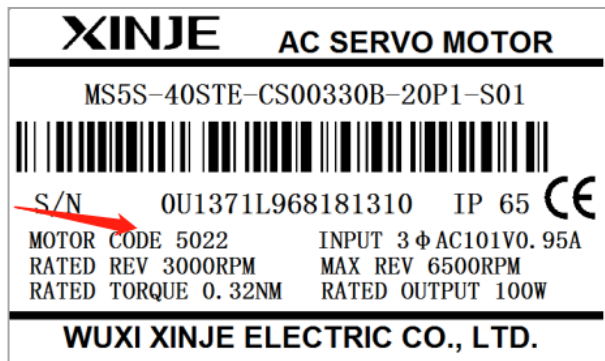 XINJE AC SERVO MOTOR
MS5S-40STE-CS00330B-20P1-S01
S/N 0U1371L968181310 IP 65 CE
MOTOR CODE 5022 INPUT 3φAC101V0.95A
RATED REV 3000RPM MAX REV 6500RPM
RATED TORQUE 0.32NM RATED OUTPUT 100W
WUXI XINJE ELECTRIC CO., LTD.